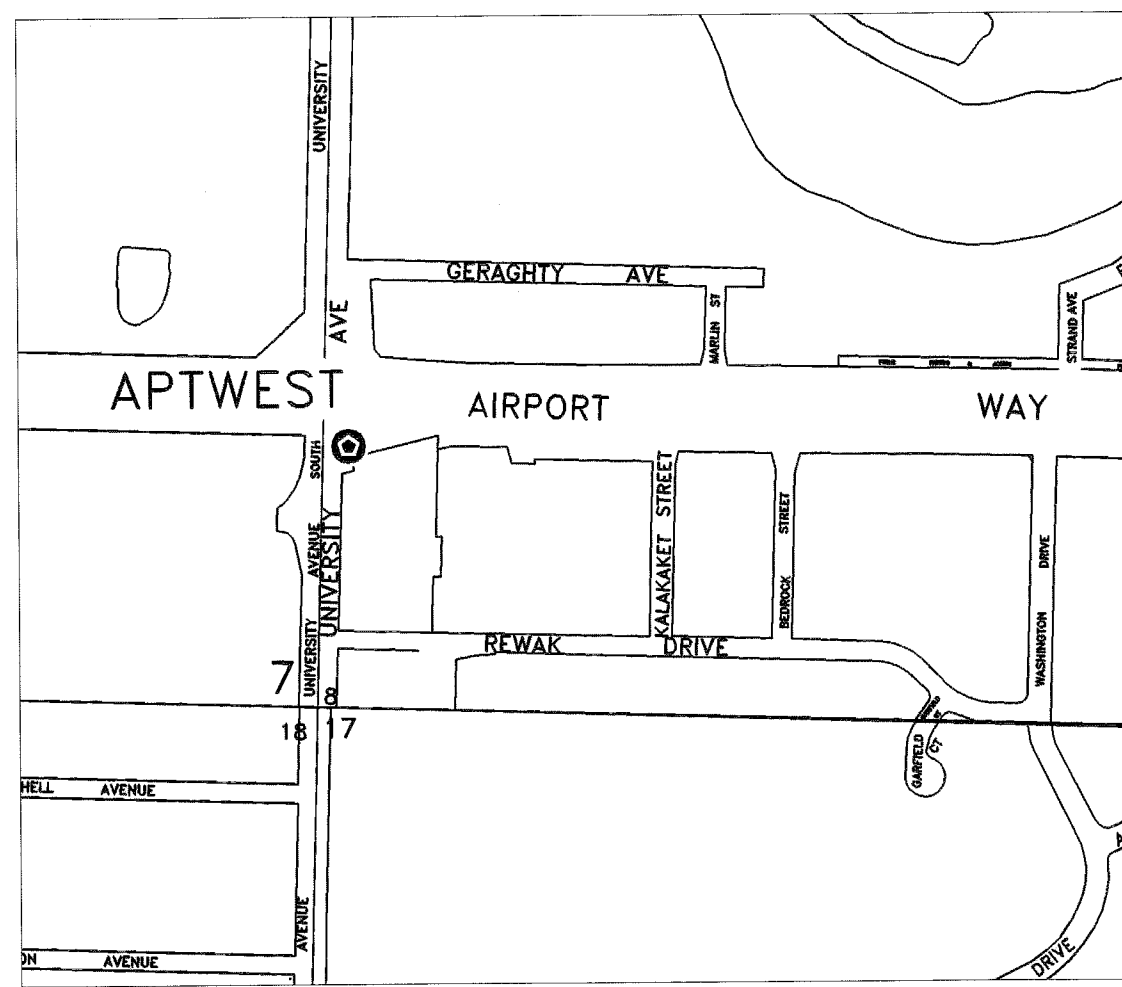 UNIVERSITY
AVE
GERAGHTY AVE
MARLIN ST
STRAND AVE
APTWEST
AIRPORT WAY
SOUTH
UNIVERSITY AVENUE
UNIVERSITY
KALAKAKET STREET
BEDROCK STREET
WASHINGTON DRIVE
REWAK DRIVE
7
8
18
17
GARFIELD CT
HELL AVENUE
AVENUE
ON AVENUE
DRIVE